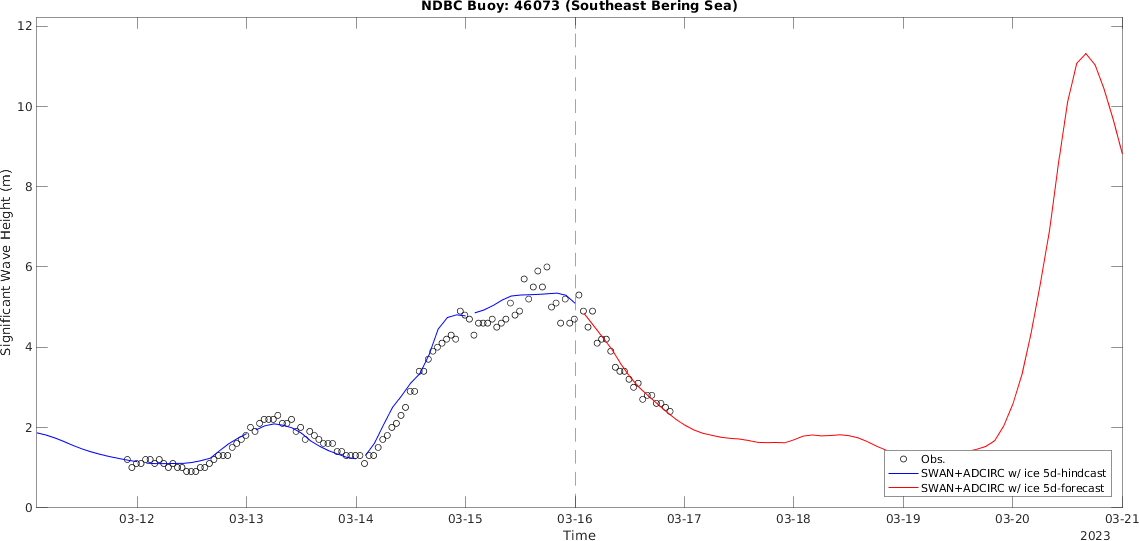 NDBC Buoy: 46073 (Southeast Bering Sea)
12
10
8
6
4
2
0
Significant Wave Height (m)
Obs.
SWAN+ADCIRC w/ ice 5d-hindcast
SWAN+ADCIRC w/ ice 5d-forecast
03-12 03-13 03-14 03-15 03-16 03-17 03-18 03-19 03-20 03-21
Time
2023